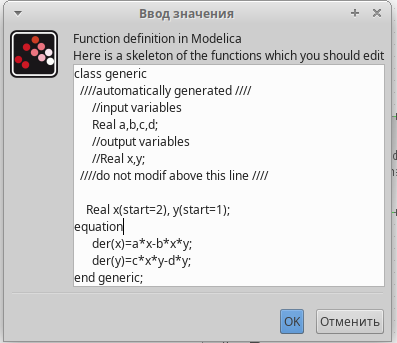 Ввод значения
Function definition in Modelica
Here is a skeleton of the functions which you should edit
class generic
////automatically generated ////
//input variables
Real a,b,c,d;
//output variables
//Real x,y;
////do not modif above this line ////
Real x(start=2), y(start=1);
equation
der(x)=a*x-b*x*y;
der(y)=c*x*y-d*y;
end generic;
OK
Отменить